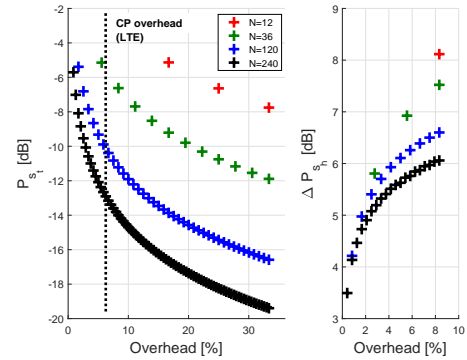 CP overhead
(LTE)
N=12
N=36
N=120
N=240
-2
-4
-6
-8
-10
-12
-14
-16
-18
-20
P_{s_t} [dB]
0
10
20
30
Overhead [%]
9
8
7
6
5
4
3
Δ P_{s_t} [dB]
0
2
4
6
8
10
Overhead [%]